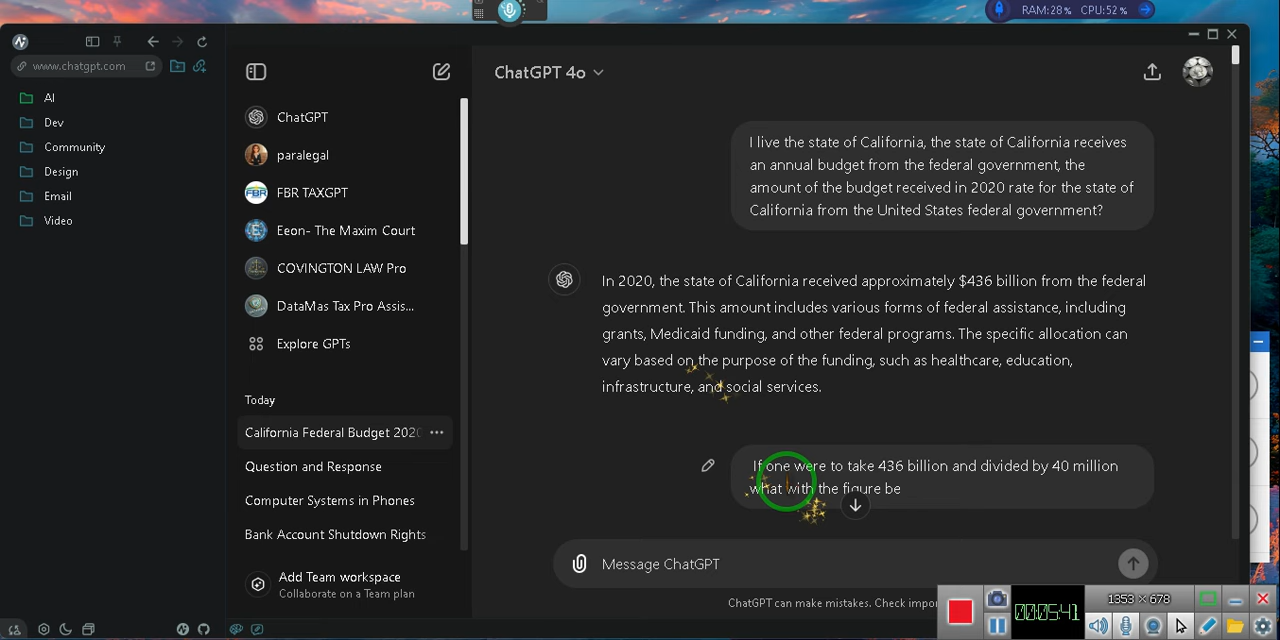 RAM:28% CPU:52%
www.chatgpt.com
AI
Dev
Community
Design
Email
Video
ChatGPT
paralegal
FBR TAXGPT
Eeon- The Maxim Court
COVINGTON LAW Pro
DataMas Tax Pro Assis...
Explore GPTs
Today
California Federal Budget 202
Question and Response
Computer Systems in Phones
Bank Account Shutdown Rights
Add Team workspace
Collaborate on a Team plan
ChatGPT 4o
I live the state of California, the state of California receives
an annual budget from the federal government, the
amount of the budget received in 2020 rate for the state of
California from the United States federal government?
In 2020, the state of California received approximately $436 billion from the federal
government. This amount includes various forms of federal assistance, including
grants, Medicaid funding, and other federal programs. The specific allocation can
vary based on the purpose of the funding, such as healthcare, education,
infrastructure, and social services.
If one were to take 436 billion and divided by 40 million
what with the figure be
Message ChatGPT
ChatGPT can make mistakes. Check impor
00:05:41
1353 × 678
FBR